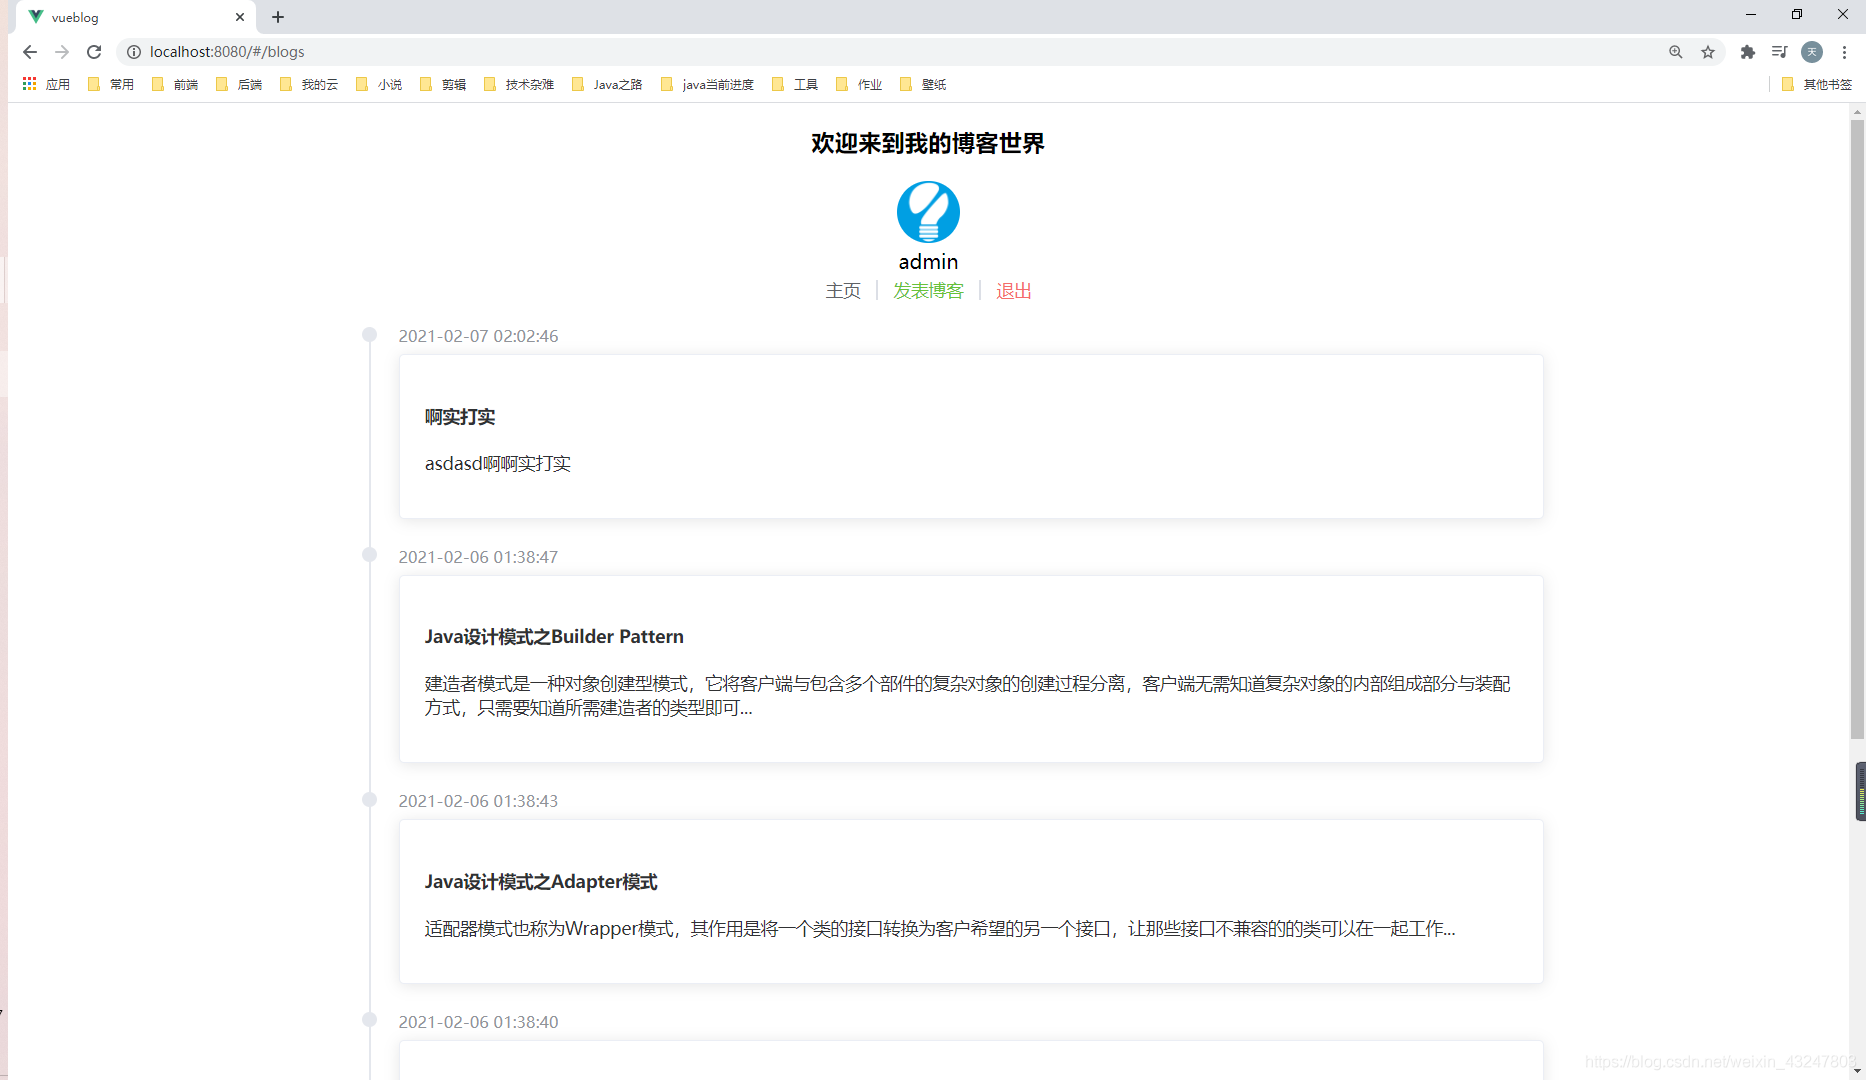 vueblog
localhost:8080/#/blogs
天
应用 常用 前端 后端 我的云 小说 剪辑 技术杂难 Java之路 java当前进度 工具 作业 壁纸 其他书签
欢迎来到我的博客世界
admin
主页 发表博客 退出
2021-02-07 02:02:46
啊实打实
asdasd啊啊实打实
2021-02-06 01:38:47
Java设计模式之Builder Pattern
建造者模式是一种对象创建型模式，它将客户端与包含多个部件的复杂对象的创建过程分离，客户端无需知道复杂对象的内部组成部分与装配
方式，只需要知道所需建造者的类型即可...
2021-02-06 01:38:43
Java设计模式之Adapter模式
适配器模式也称为Wrapper模式，其作用是将一个类的接口转换为客户希望的另一个接口，让那些接口不兼容的的类可以在一起工作...
2021-02-06 01:38:40
https://blog.csdn.net/weixin_43247803